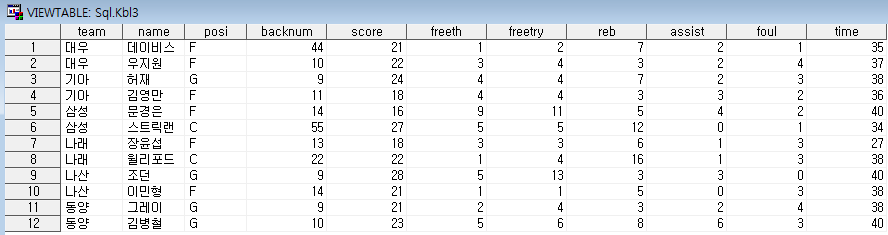 VIEWTABLE: Sql.Kbl3
team name posi backnum score freeth freetry reb assist foul time
1 대우 데이비스 F 44 21 1 2 7 2 1 35
2 대우 우지원 F 10 22 3 4 3 2 4 37
3 기아 허재 G 9 24 4 4 7 2 3 38
4 기아 김영만 F 11 18 4 4 3 3 2 36
5 삼성 문경은 F 14 16 9 11 5 4 2 40
6 삼성 스트릭랜 C 55 27 5 5 12 0 1 34
7 나래 장윤섭 F 13 18 3 3 6 1 3 27
8 나래 윌리포드 C 22 22 1 4 16 1 3 38
9 나산 조던 G 9 28 5 13 3 3 0 40
10 나산 이민형 F 14 21 1 1 5 0 3 38
11 동양 그레이 G 9 21 2 4 3 2 4 38
12 동양 김병철 G 10 23 5 6 8 6 3 40